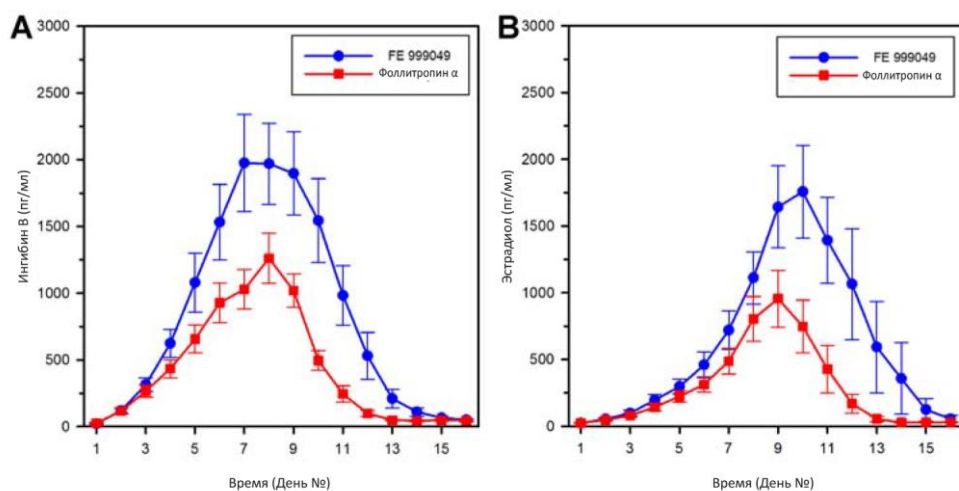 A
3000
2500
2000
1500
1000
500
0
Ингибин В (пг/мл)
FE 999049
Фоллитропин α
1 3 5 7 9 11 13 15
Время (День №)
B
3000
2500
2000
1500
1000
500
0
Эстрадиол (пг/мл)
FE 999049
Фоллитропин α
1 3 5 7 9 11 13 15
Время (День №)